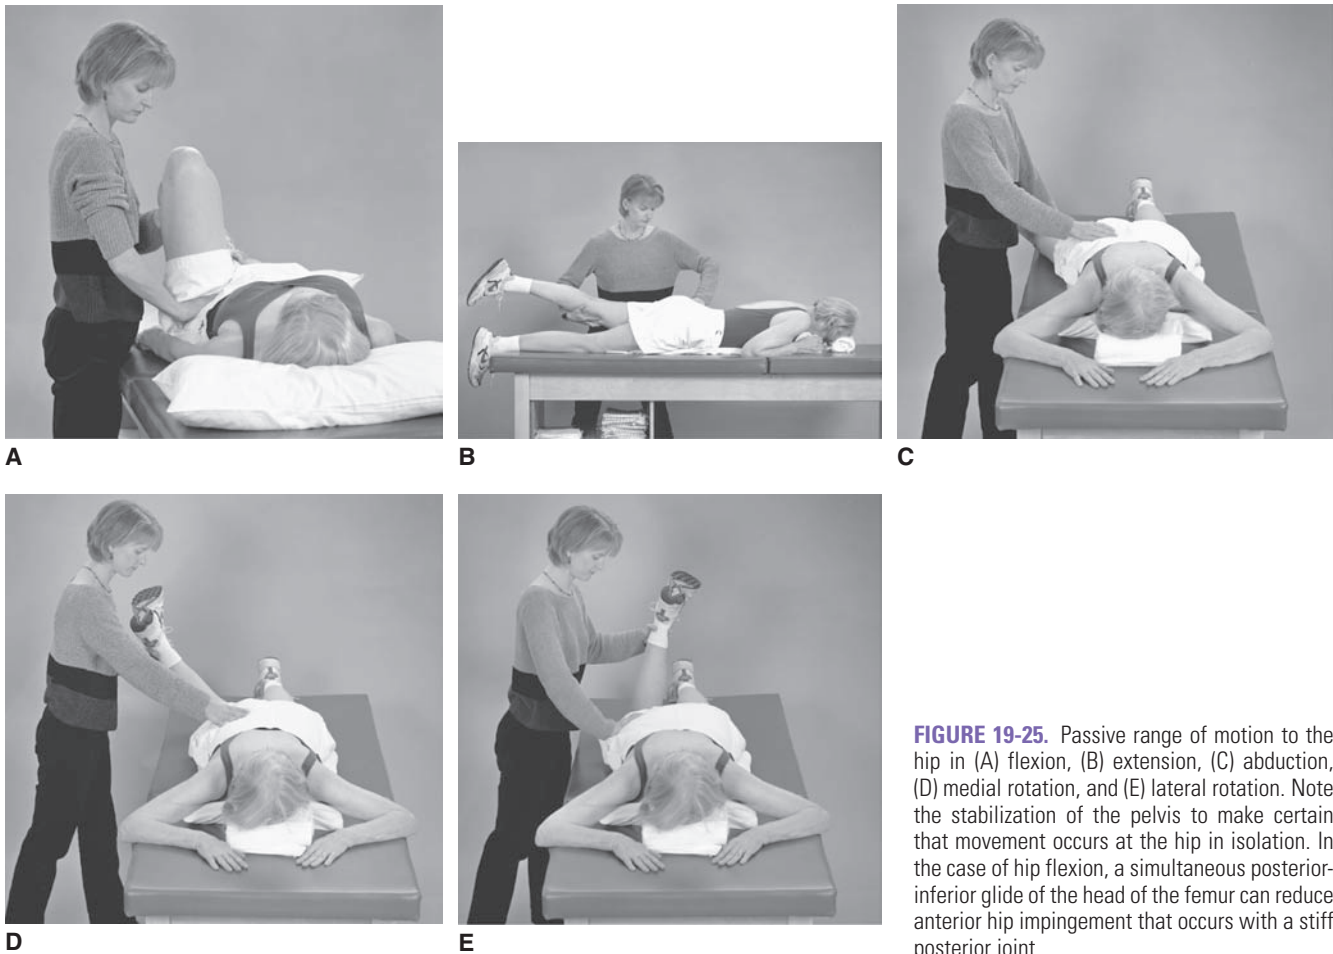 A
B
C
D
E
FIGURE 19-25. Passive range of motion to the
hip in (A) flexion, (B) extension, (C) abduction,
(D) medial rotation, and (E) lateral rotation. Note
the stabilization of the pelvis to make certain
that movement occurs at the hip in isolation. In
the case of hip flexion, a simultaneous posterior-
inferior glide of the head of the femur can reduce
anterior hip impingement that occurs with a stiff
posterior joint